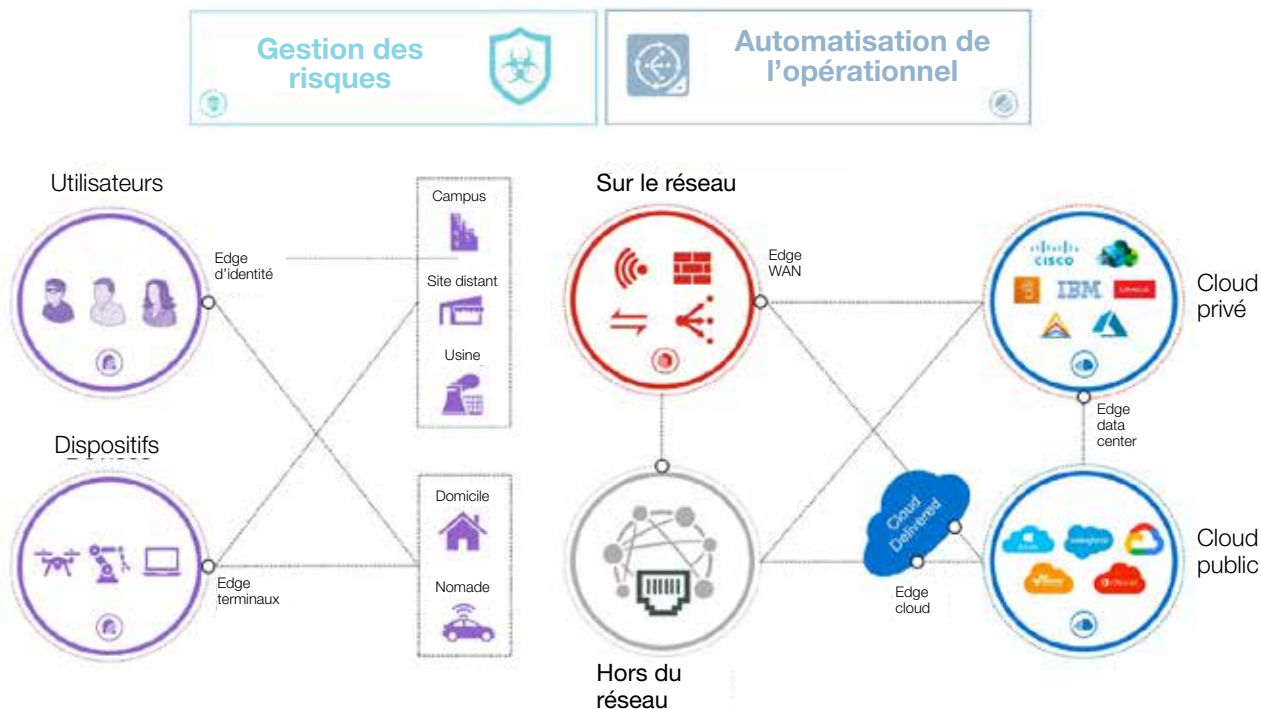 Gestion des
risques
Automatisation de
l’opérationnel
Utilisateurs
Edge
d’identité
Campus
Site distant
Usine
Sur le réseau
Edge
WAN
CISCO
IBM
ORACLE
Cloud
privé
Edge
data
center
Dispositifs
Edge
terminaux
Domicile
Nomade
Cloud
Delivered
Edge
cloud
salesforce
Cloud
public
Hors du
réseau